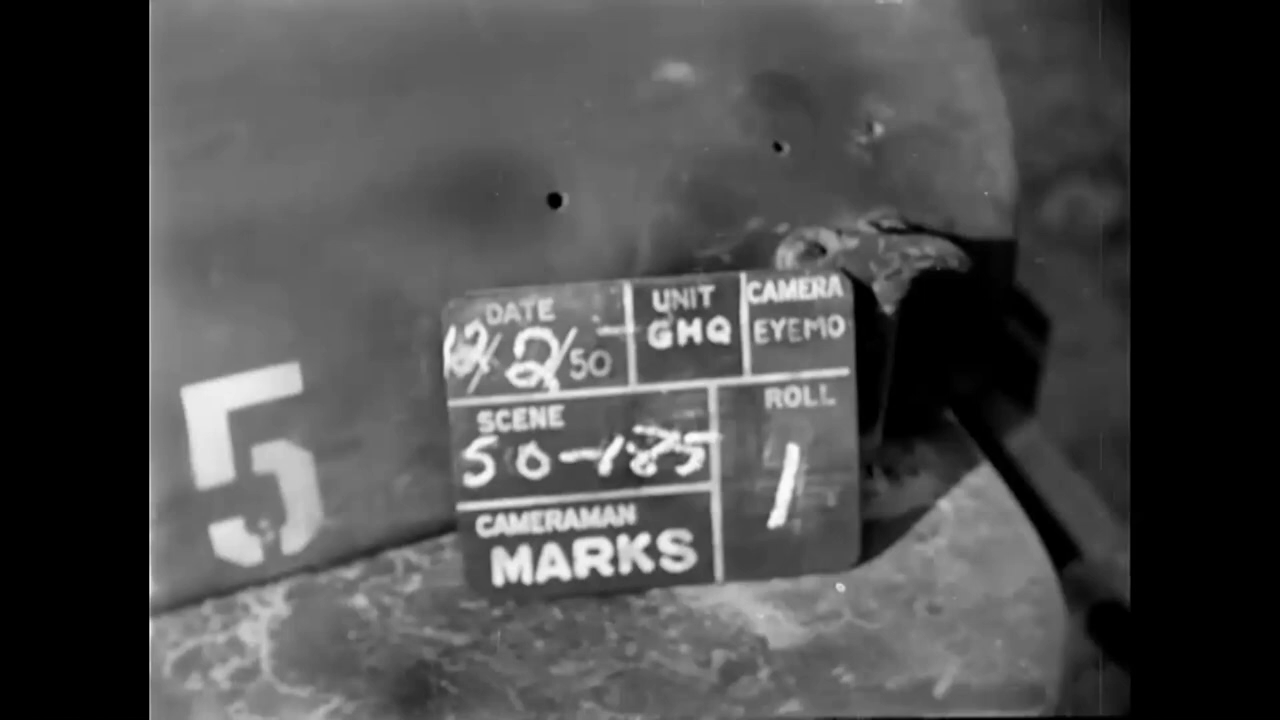 DATE
12/2/50
UNIT
GHQ
CAMERA
EYEMO
SCENE
50-185
ROLL
1
CAMERAMAN
MARKS
5